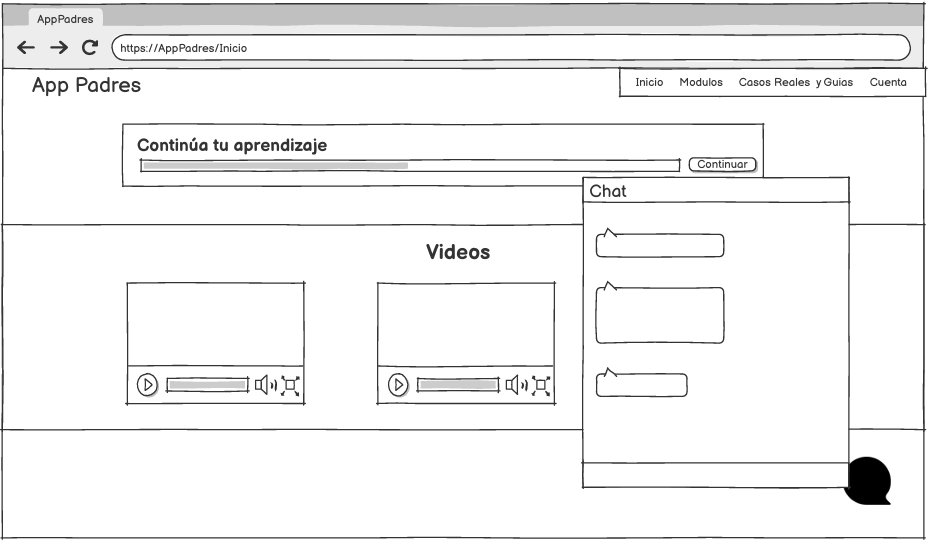 AppPadres
https://AppPadres/Inicio
App Padres
Inicio Modulos Casos Reales y Guias Cuenta
Continúa tu aprendizaje
Continuar
Chat
Videos